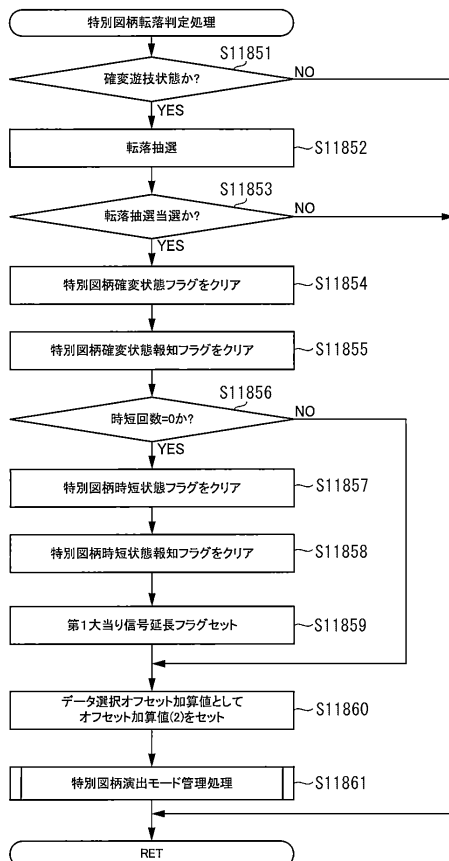 特別図柄転落判定処理
S11851
確変遊技状態か?
NO
YES
転落抽選
S11852
S11853
転落抽選当選か?
NO
YES
特別図柄確変状態フラグをクリア
S11854
特別図柄確変状態報知フラグをクリア
S11855
S11856
時短回数=0か?
NO
YES
特別図柄時短状態フラグをクリア
S11857
特別図柄時短状態報知フラグをクリア
S11858
第1大当り信号延長フラグセット
S11859
データ選択オフセット加算値として
オフセット加算値(2)をセット
S11860
特別図柄演出モード管理処理
S11861
RET